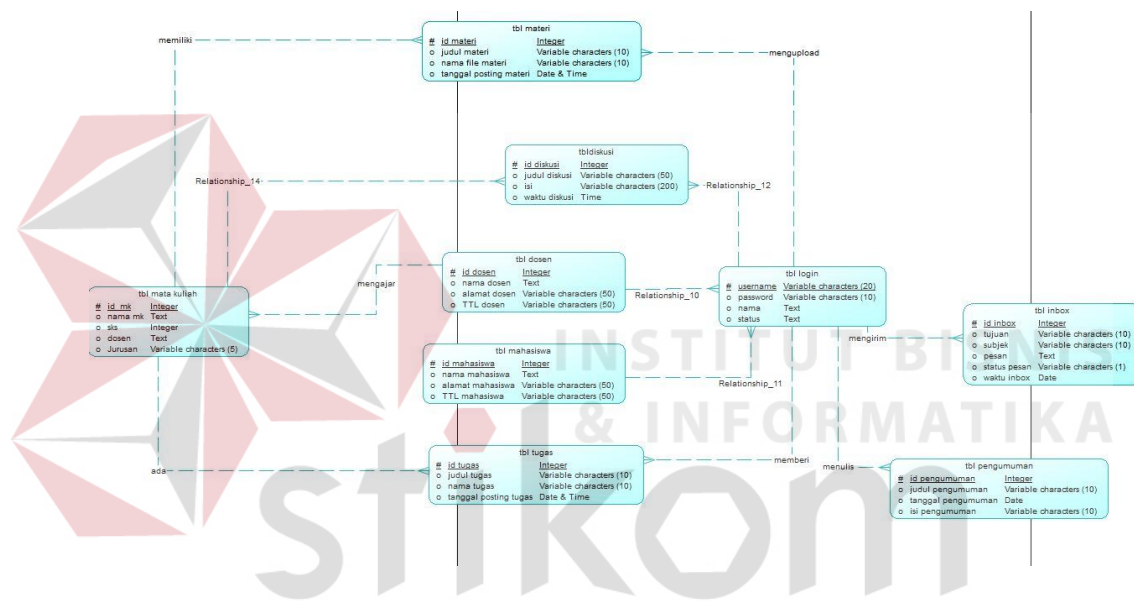 tbl materi
# id materi Integer
o judul materi Variable characters (10)
o nama file materi Variable characters (10)
o tanggal posting materi Date & Time
memiliki
mengupload
tbldiskusi
# id diskusi Integer
o judul diskusi Variable characters (50)
o isi Variable characters (200)
o waktu diskusi Time
Relationship_14
Relationship_12
tbl dosen
# id dosen Integer
o nama dosen Text
o alamat dosen Variable characters (50)
o TTL dosen Variable characters (50)
mengajar
Relationship_10
tbl login
# username Variable characters (20)
o password Variable characters (10)
o nama Text
o status Text
tbl mata kuliah
# id mk Integer
o nama mk Text
o sks Integer
o dosen Text
o Jurusan Variable characters (5)
mengirim
tbl inbox
# id inbox Integer
o tujuan Variable characters (10)
o subjek Variable characters (10)
o pesan Text
o status pesan Variable characters (1)
o waktu inbox Date
tbl mahasiswa
# id mahasiswa Integer
o nama mahasiswa Text
o alamat mahasiswa Variable characters (50)
o TTL mahasiswa Variable characters (50)
Relationship_11
tbl tugas
# id tugas Integer
o judul tugas Variable characters (10)
o nama tugas Variable characters (10)
o tanggal posting tugas Date & Time
ada
memberi
menulis
tbl pengumuman
# id pengumuman Integer
o judul pengumuman Variable characters (10)
o tanggal pengumuman Date
o isi pengumuman Variable characters (10)
INSTITUT BISNIS
& INFORMATIKA
stikom